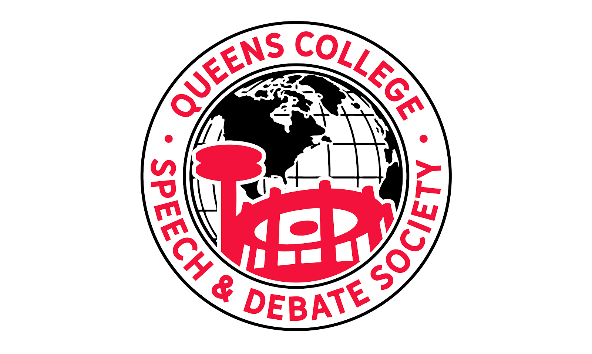 QUEENS COLLEGE
• SPEECH & DEBATE SOCIETY •